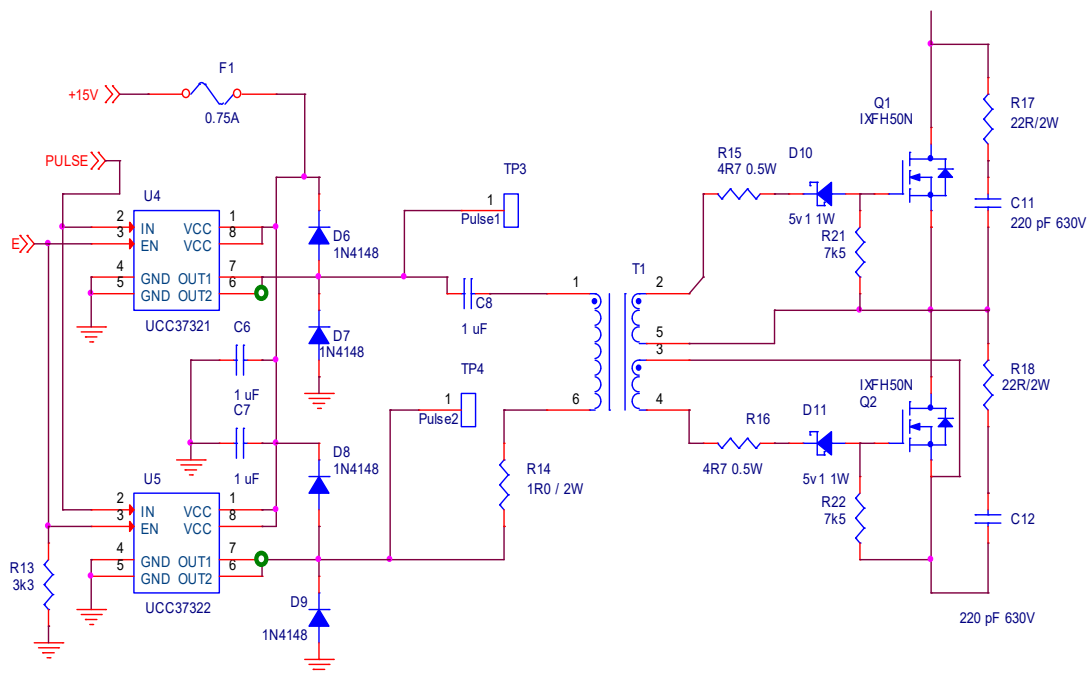 F1
+15V
0.75A
PULSE
U4
2 IN VCC 1
3 EN VCC 8
E
4 GND OUT1 7
5 GND OUT2 6
UCC37321
D6
1N4148
D7
1N4148
C6
1 uF
C7
1 uF
TP3
1
Pulse1
C8
1 uF
TP4
1
Pulse2
D8
1N4148
R14
1R0 / 2W
U5
2 IN VCC 1
3 EN VCC 8
4 GND OUT1 7
5 GND OUT2 6
UCC37322
R13
3k3
D9
1N4148
T1
1
6
2
5
3
4
R15
4R7 0.5W
D10
5v1 1W
R21
7k5
Q1
IXFH50N
R17
22R/2W
C11
220 pF 630V
R16
4R7 0.5W
D11
5v1 1W
R22
7k5
IXFH50N
Q2
R18
22R/2W
C12
220 pF 630V